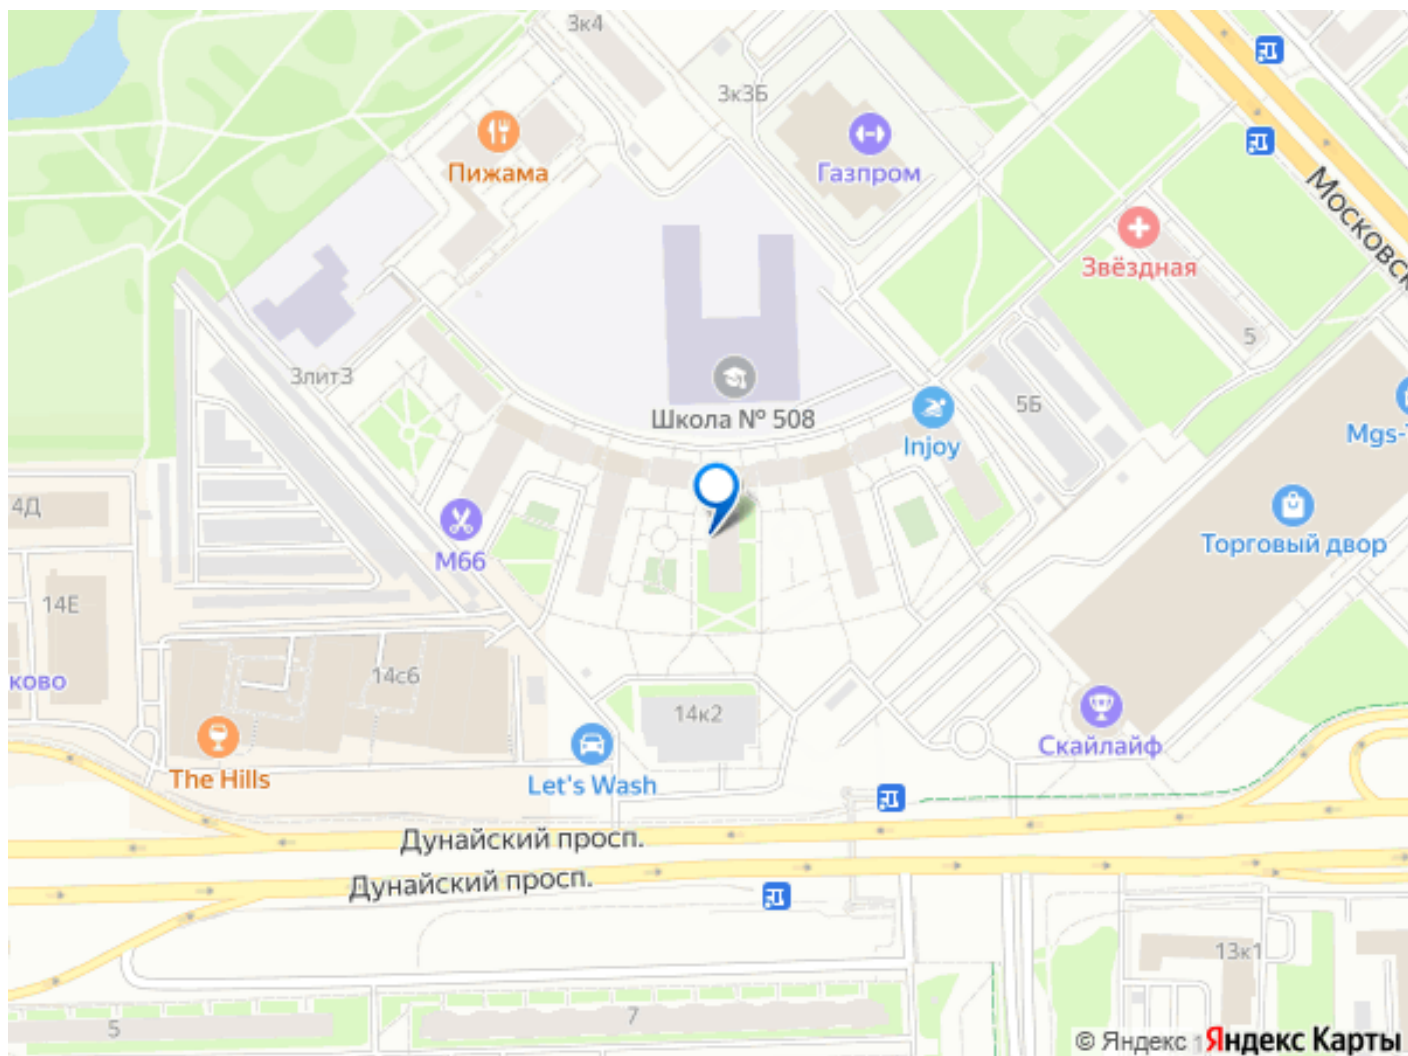 3к4
3к3Б
Пижама
Газпром
Московск
Звёздная
5
3лит3
Школа № 508
5Б
Injoy
Mgs-
4Д
М66
Торговый двор
14Е
ково
14с6
14к2
Скайлайф
The Hills
Let's Wash
Дунайский просп.
Дунайский просп.
13к1
5
7
© Яндекс Яндекс Карты